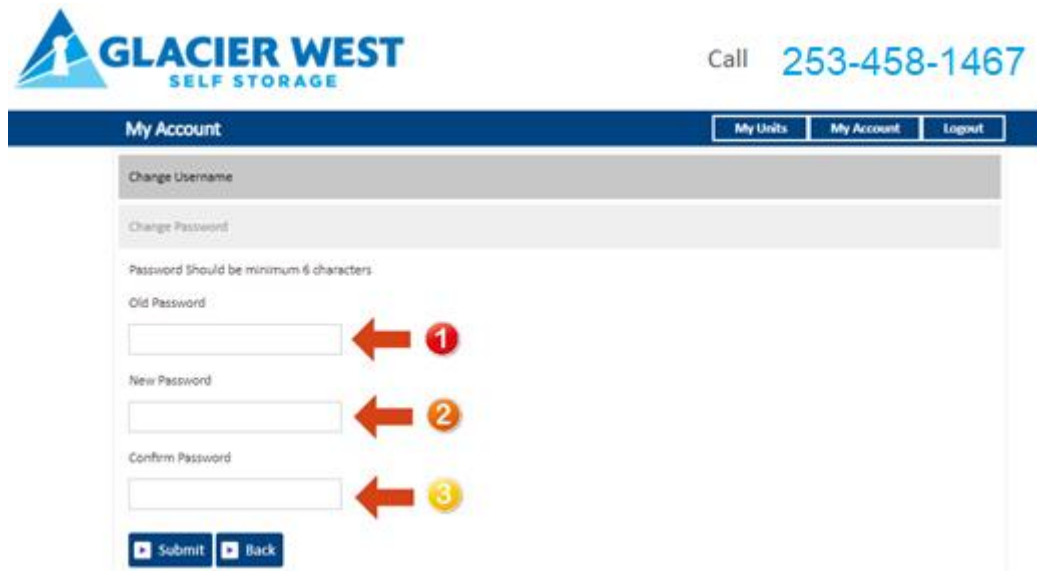 GLACIER WEST
SELF STORAGE
Call 253-458-1467
My Account
My Units
My Account
Logout
Change Username
Change Password
Password Should be minimum 6 characters
Old Password
1
New Password
2
Confirm Password
3
Submit
Back